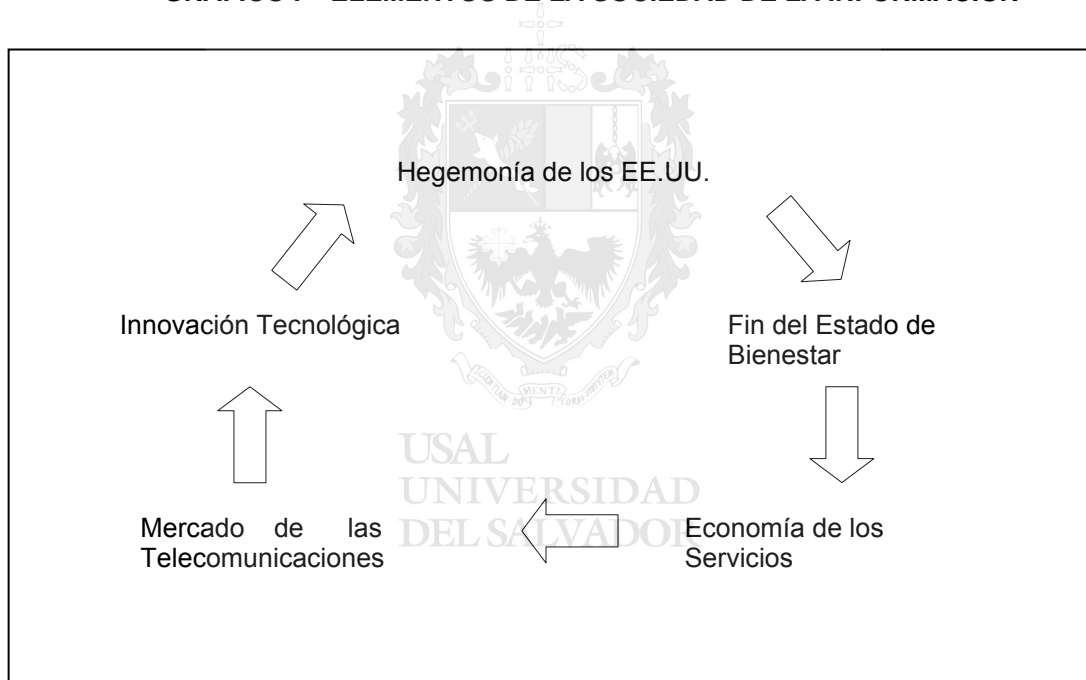 Hegemonía de los EE.UU.
Innovación Tecnológica
Fin del Estado de
Bienestar
Mercado de las
Telecomunicaciones
Economía de los
Servicios
USAL
UNIVERSIDAD
DEL SALVADOR